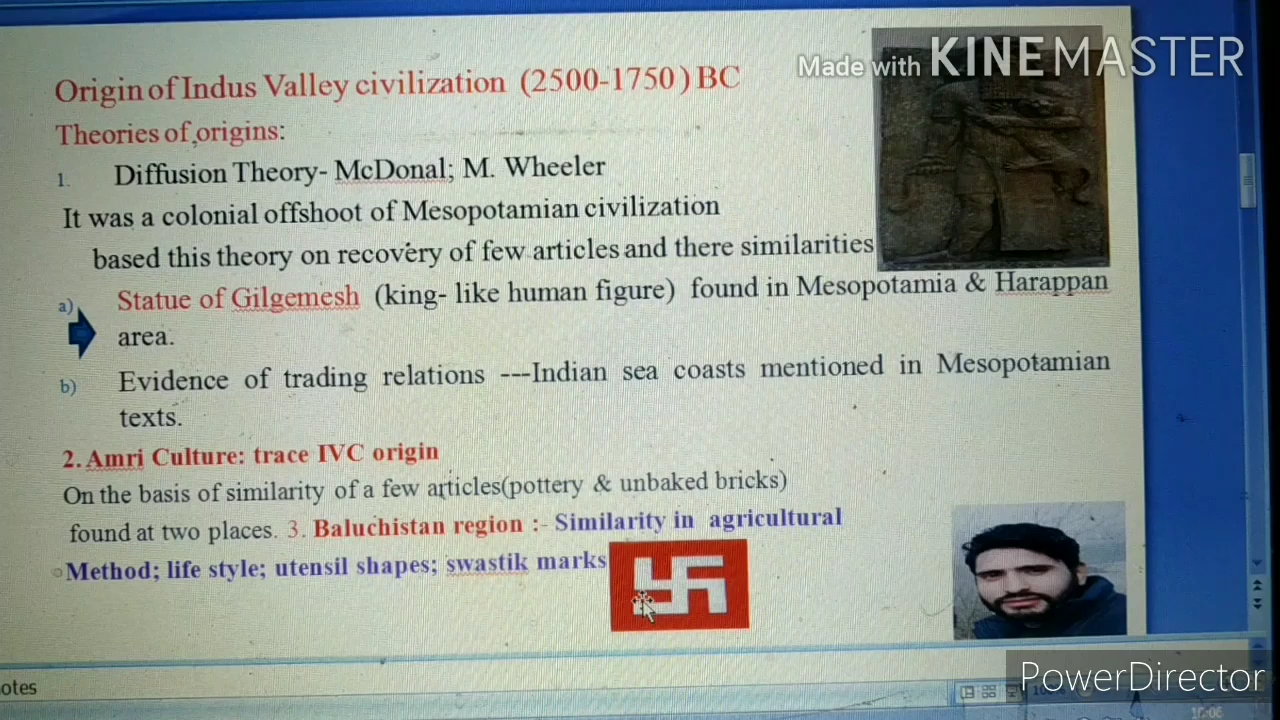 Made with KINEMASTER
Origin of Indus Valley civilization (2500-1750 ) BC
Theories of origins:
1. Diffusion Theory- McDonal; M. Wheeler
It was a colonial offshoot of Mesopotamian civilization
based this theory on recovery of few articles and there similarities
a) Statue of Gilgemesh (king- like human figure) found in Mesopotamia & Harappan
area.
b) Evidence of trading relations ---Indian sea coasts mentioned in Mesopotamian
texts.
2. Amri Culture: trace IVC origin
On the basis of similarity of a few articles(pottery & unbaked bricks)
found at two places. 3. Baluchistan region :- Similarity in agricultural
Method; life style; utensil shapes; swastik marks
PowerDirector
otes
10:06